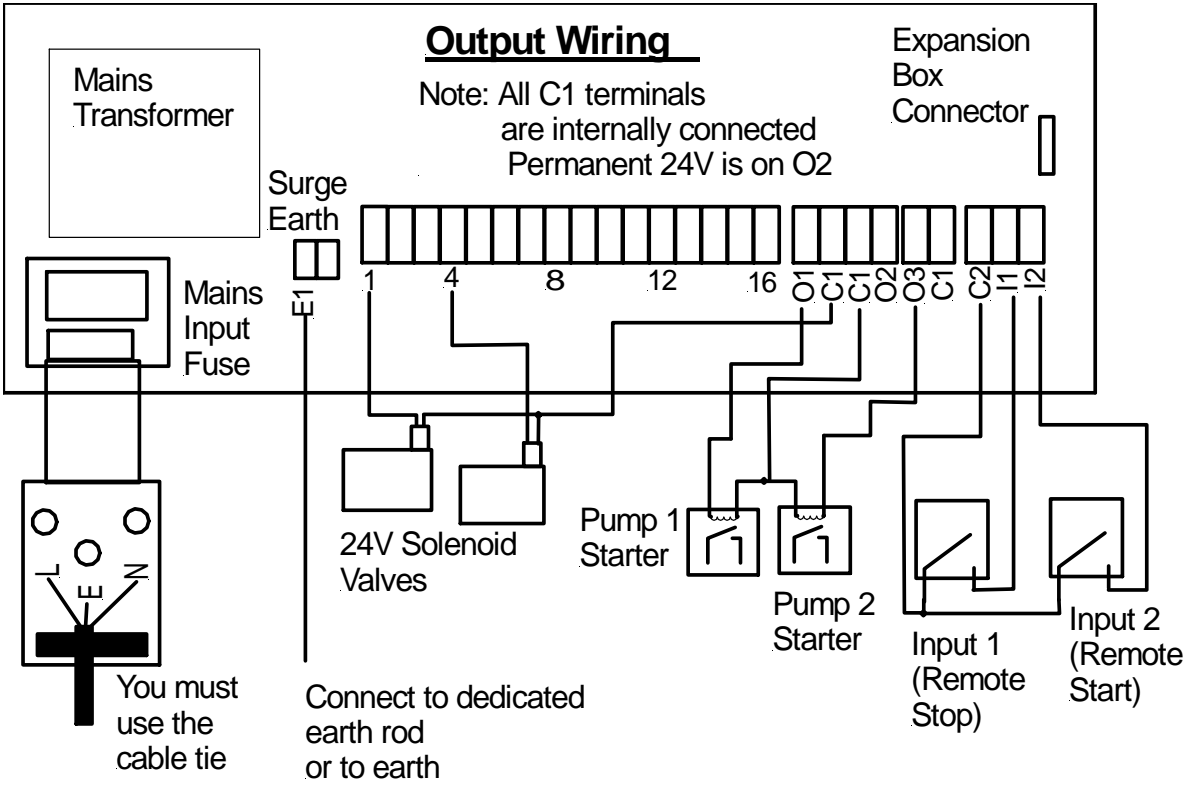 Output Wiring
Note: All C1 terminals
are internally connected
Permanent 24V is on O2
Mains
Transformer
Expansion
Box
Connector
Surge
Earth
Mains
Input
Fuse
E1
1
4
8
12
16
O1
C1
C1
O2
O3
C1
C2
I1
I2
L
E
N
24V Solenoid
Valves
Pump 1
Starter
Pump 2
Starter
Input 1
(Remote
Stop)
Input 2
(Remote
Start)
You must
use the
cable tie
Connect to dedicated
earth rod
or to earth